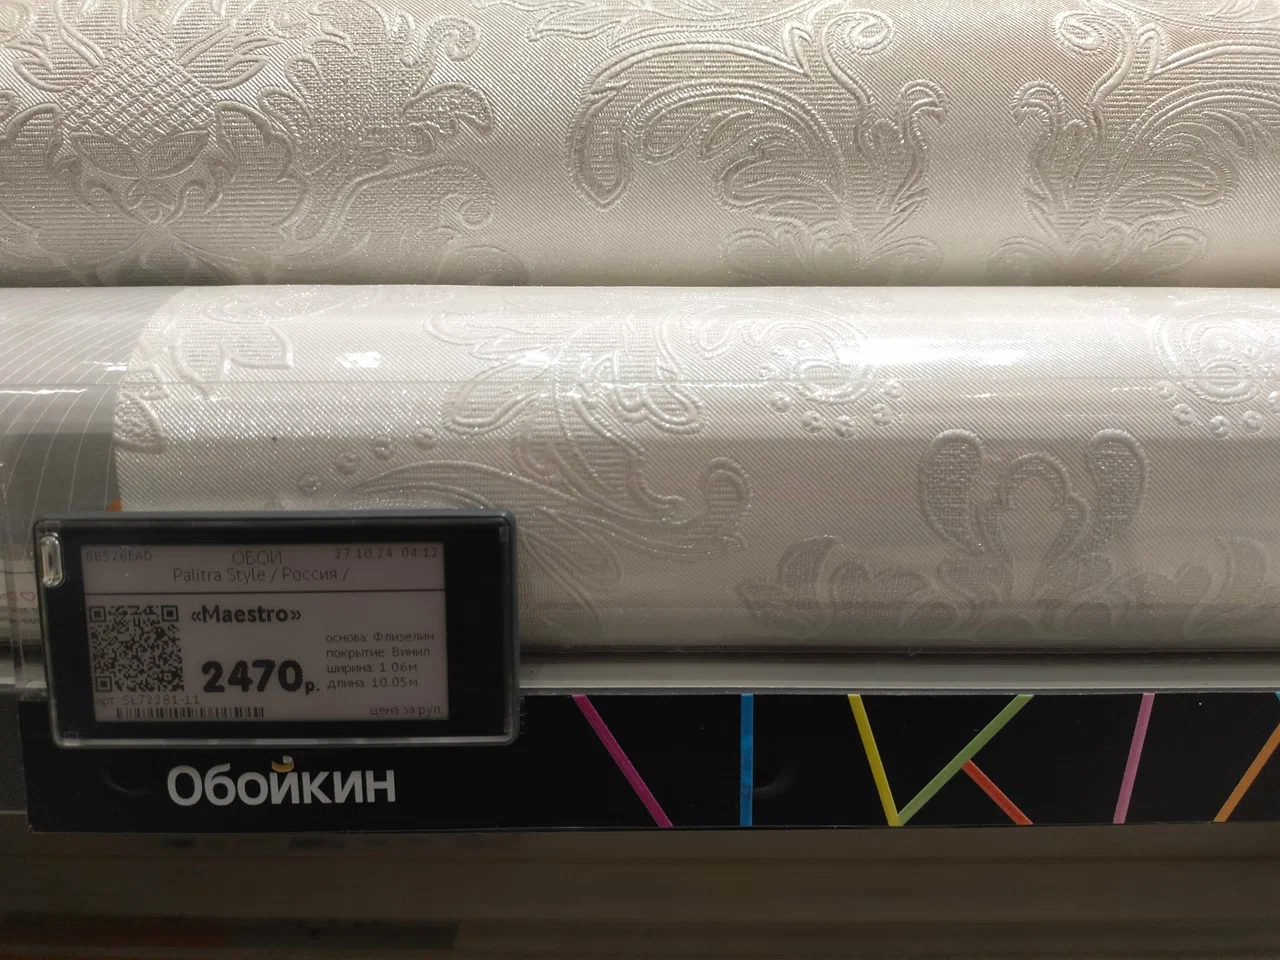 BB526EAD
ОБОИ
27.10.24 04:12
Palitra Style / Россия /
«Maestro»
основа: Флизелин
покрытие: Винил
ширина: 1.06м
длина: 10.05м
2470р.
арт. SL72281-11
цена за рул.
Обойкин